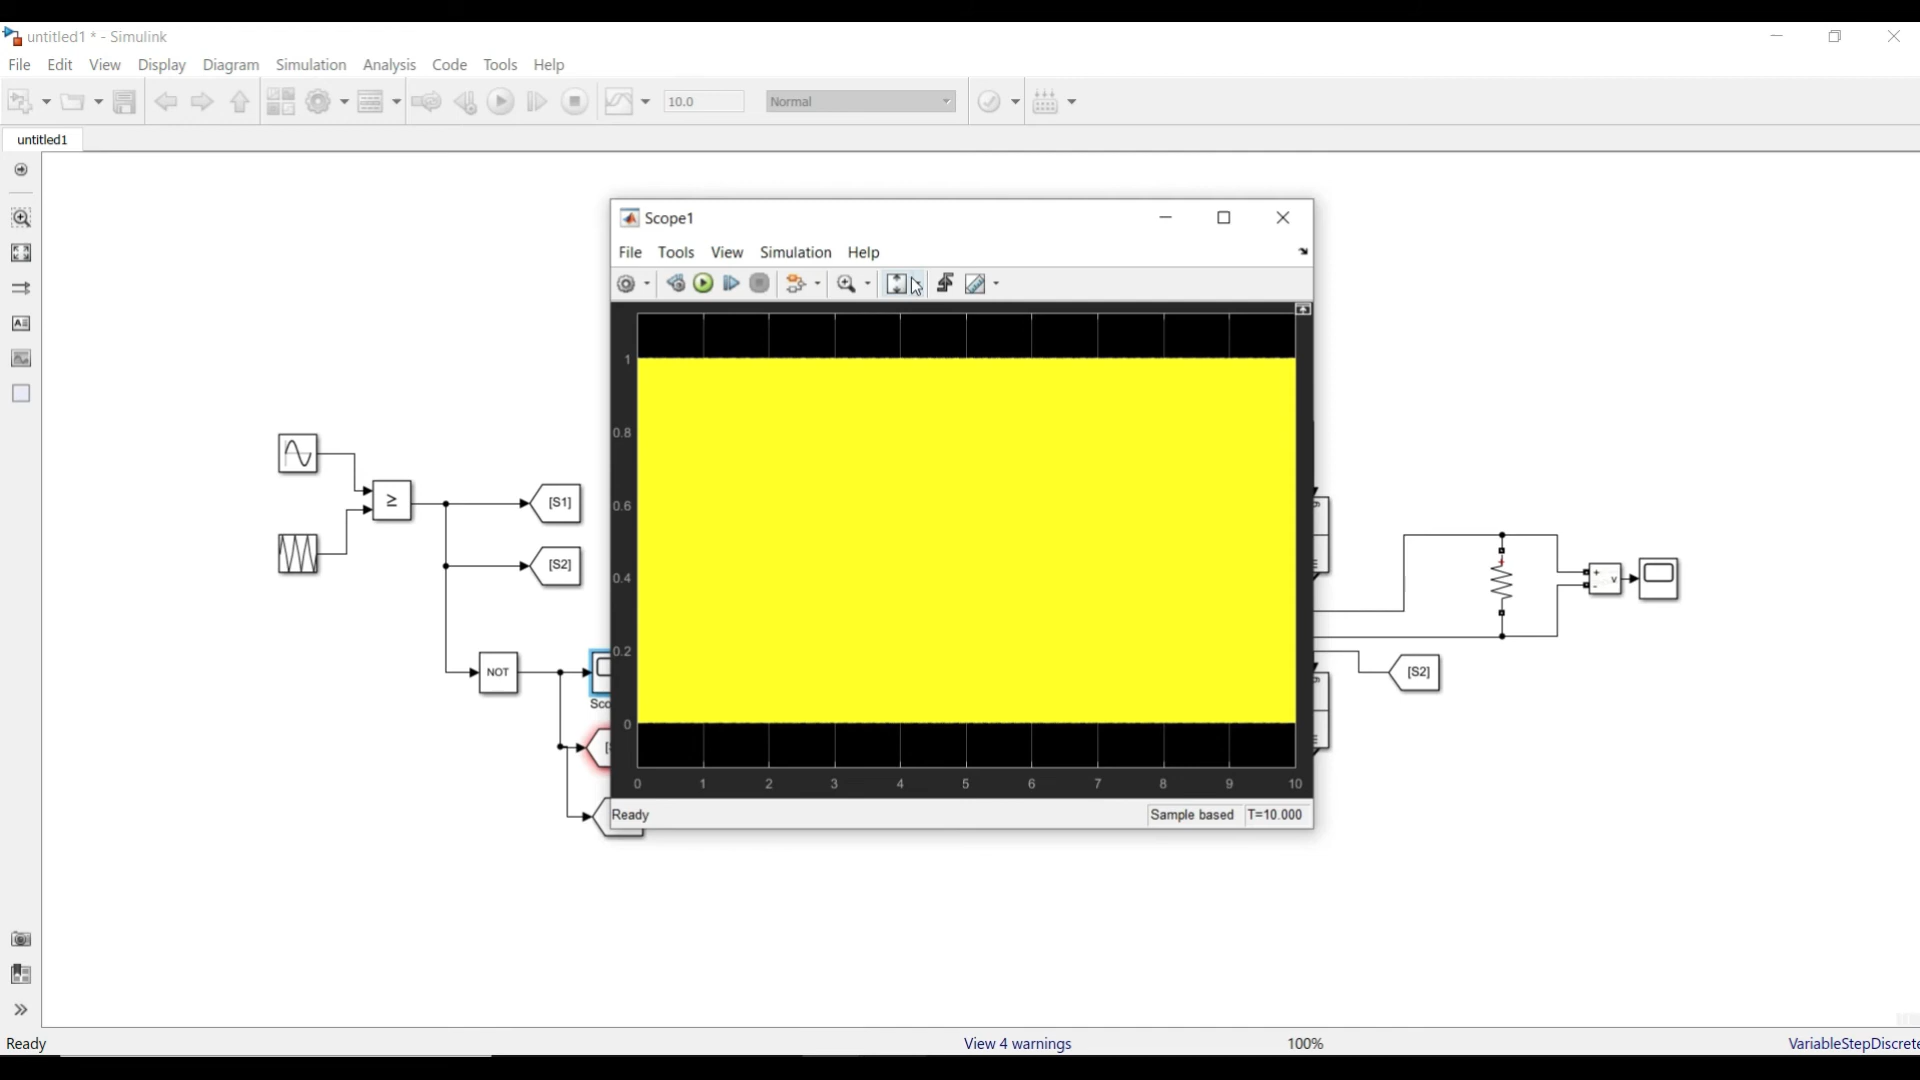 untitled1 * - Simulink
File Edit View Display Diagram Simulation Analysis Code Tools Help
10.0 Normal
untitled1
Scope1
File Tools View Simulation Help
1
0.8
0.6
0.4
0.2
0
0 1 2 3 4 5 6 7 8 9 10
Ready Sample based T=10.000
≥
[S1]
[S2]
NOT
Sco
[S2]
+
-
v
Ready View 4 warnings 100% VariableStepDiscrete